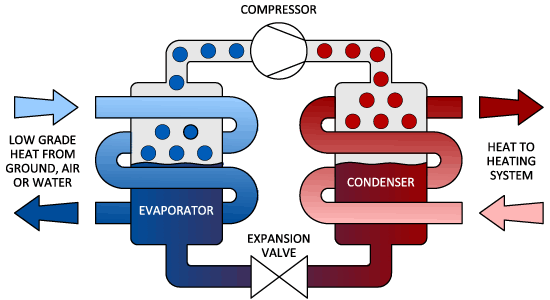 COMPRESSOR
LOW GRADE
HEAT FROM
GROUND, AIR
OR WATER
HEAT TO
HEATING
SYSTEM
EVAPORATOR
CONDENSER
EXPANSION
VALVE